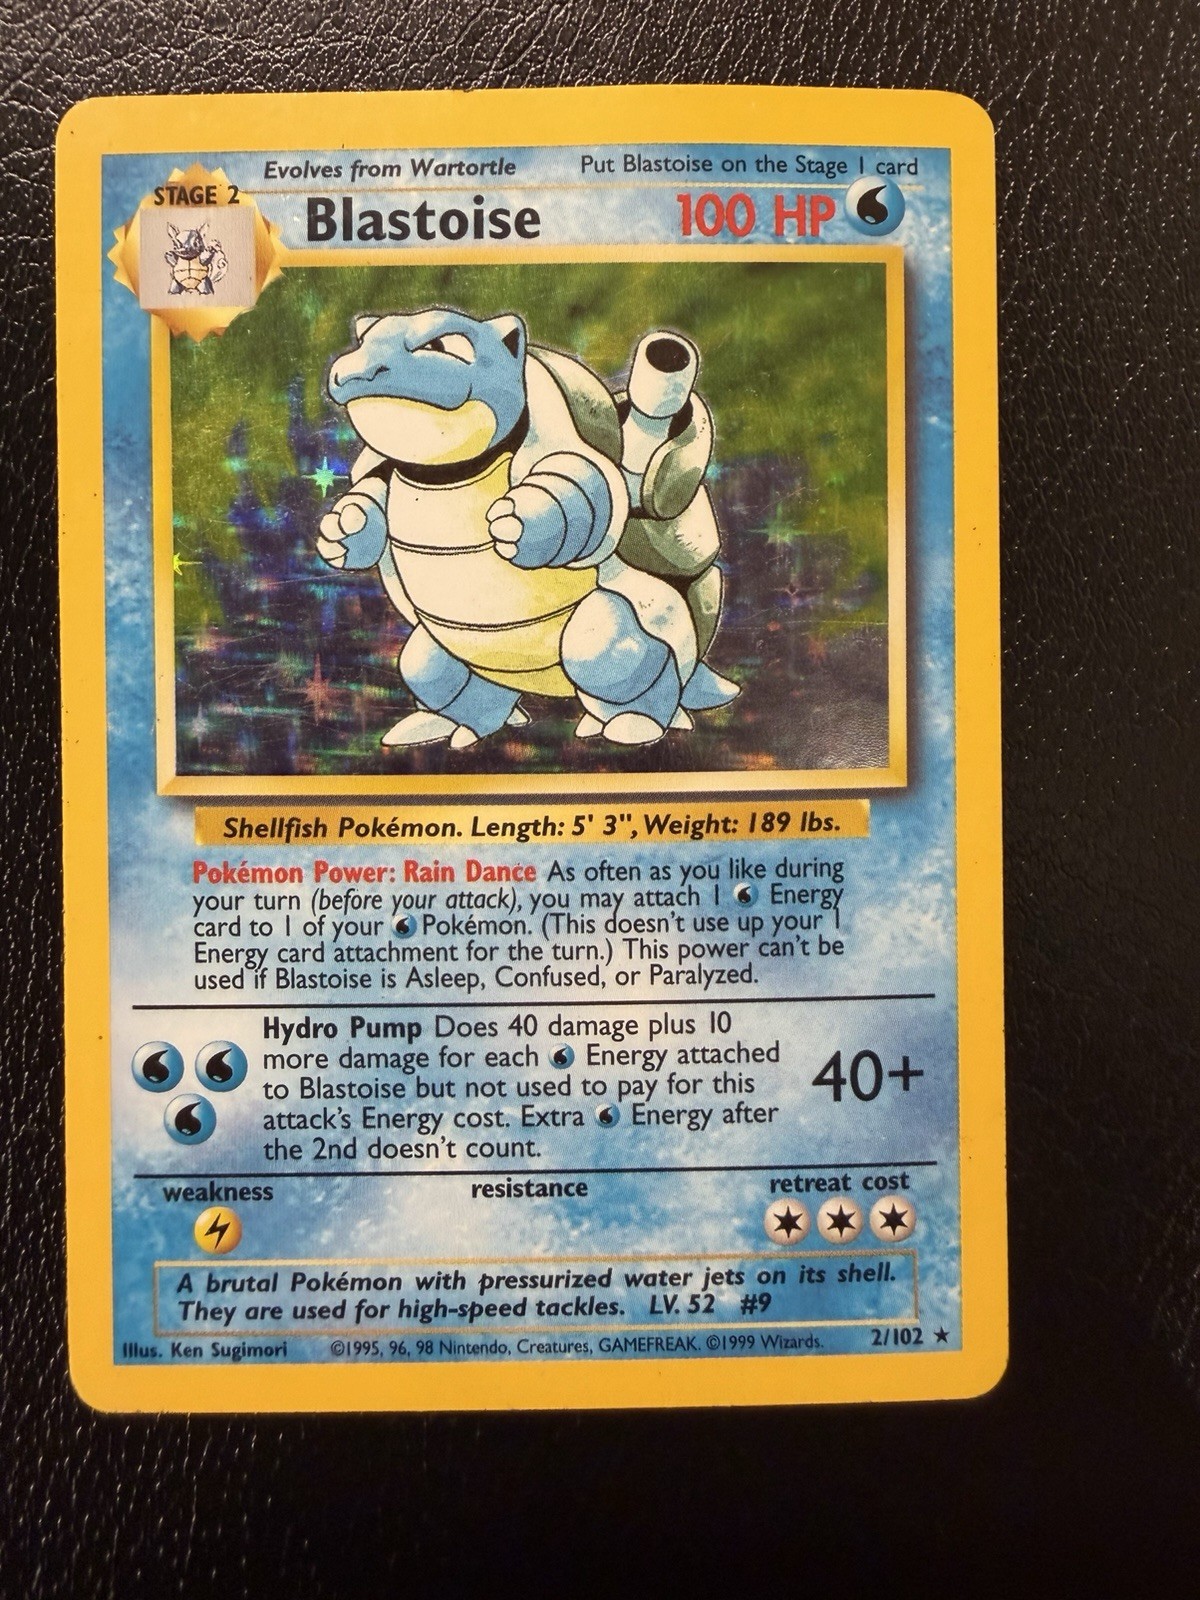 Evolves from Wartortle
Put Blastoise on the Stage 1 card
STAGE 2
Blastoise
100 HP
Shellfish Pokémon. Length: 5' 3", Weight: 189 lbs.
Pokémon Power: Rain Dance As often as you like during
your turn (before your attack), you may attach 1 Energy
card to 1 of your Pokémon. (This doesn't use up your 1
Energy card attachment for the turn.) This power can't be
used if Blastoise is Asleep, Confused, or Paralyzed.
Hydro Pump Does 40 damage plus 10
more damage for each Energy attached
to Blastoise but not used to pay for this
attack's Energy cost. Extra Energy after
the 2nd doesn't count.
40+
weakness
resistance
retreat cost
A brutal Pokémon with pressurized water jets on its shell.
They are used for high-speed tackles. LV. 52 #9
Illus. Ken Sugimori
©1995, 96, 98 Nintendo, Creatures, GAMEFREAK. ©1999 Wizards.
2/102 ★